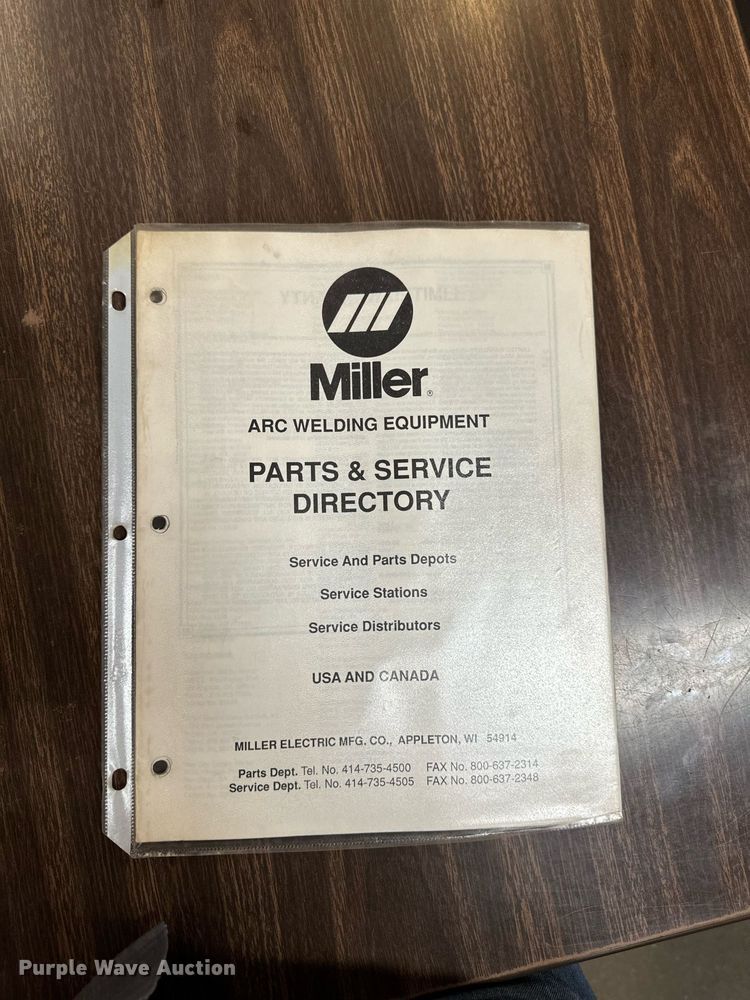 Miller®
ARC WELDING EQUIPMENT
PARTS & SERVICE
DIRECTORY
Service And Parts Depots
Service Stations
Service Distributors
USA AND CANADA
MILLER ELECTRIC MFG. CO., APPLETON, WI 54914
Parts Dept. Tel. No. 414-735-4500 FAX No. 800-637-2314
Service Dept. Tel. No. 414-735-4505 FAX No. 800-637-2348
Purple Wave Auction